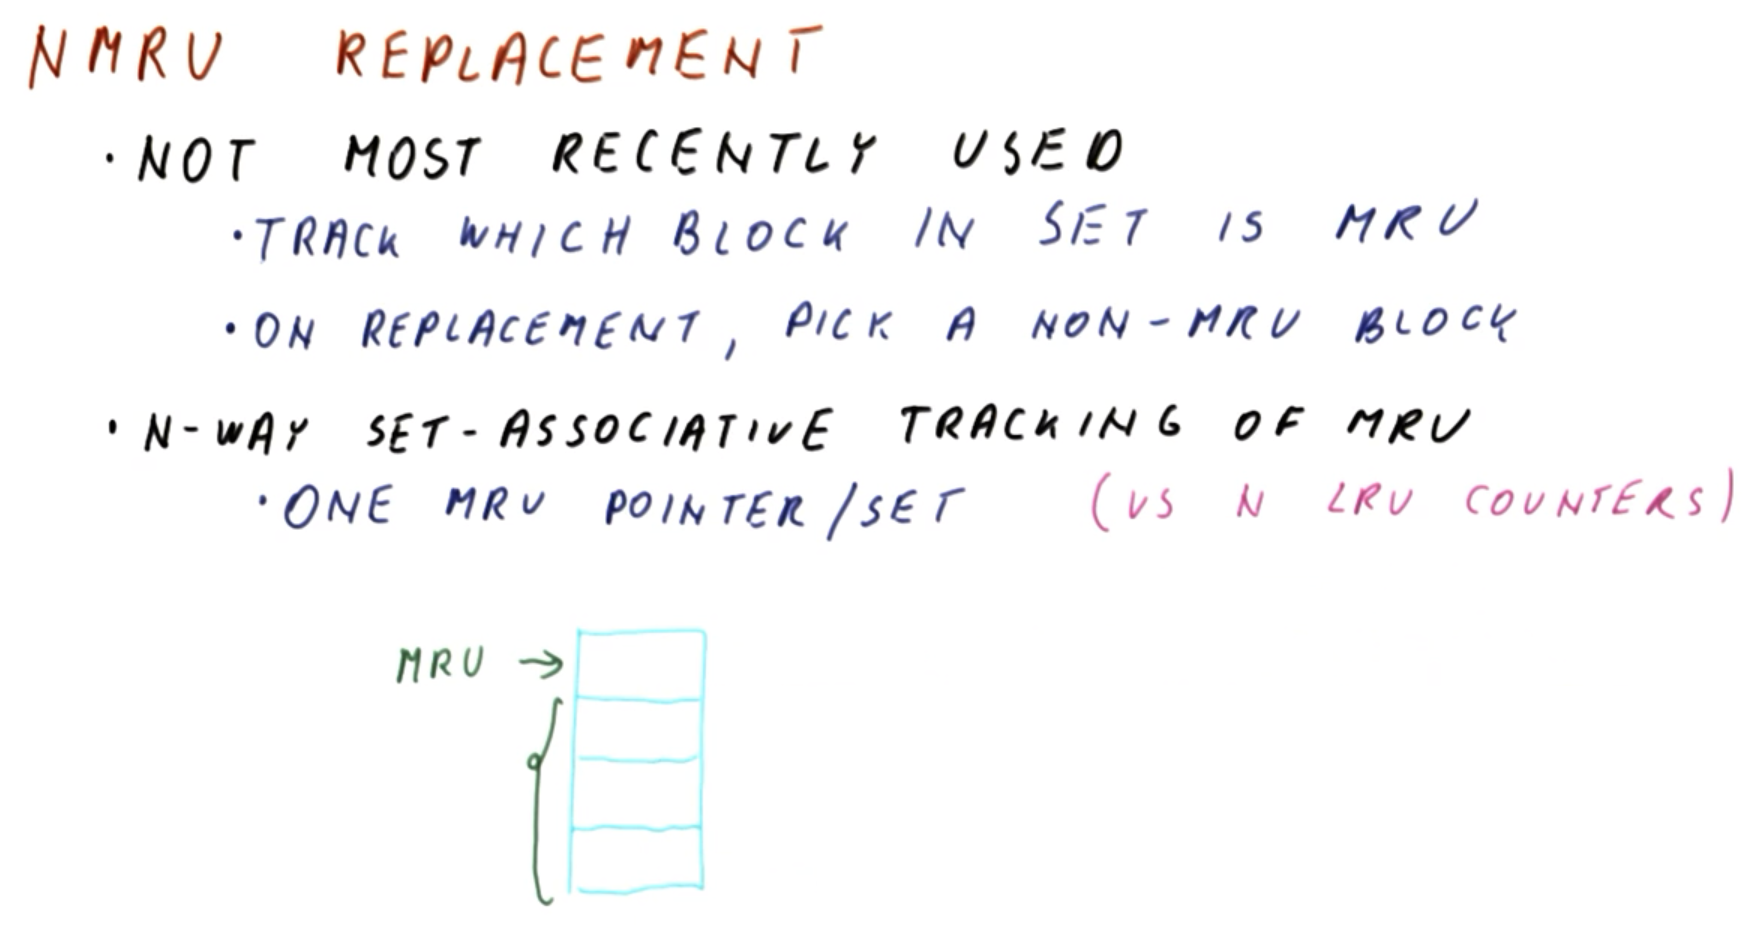 NMRU REPLACEMENT
• NOT MOST RECENTLY USED
• TRACK WHICH BLOCK IN SET IS MRU
• ON REPLACEMENT, PICK A NON-MRU BLOCK
• N-WAY SET-ASSOCIATIVE TRACKING OF MRU
• ONE MRU POINTER/SET (VS N LRU COUNTERS)
MRU →